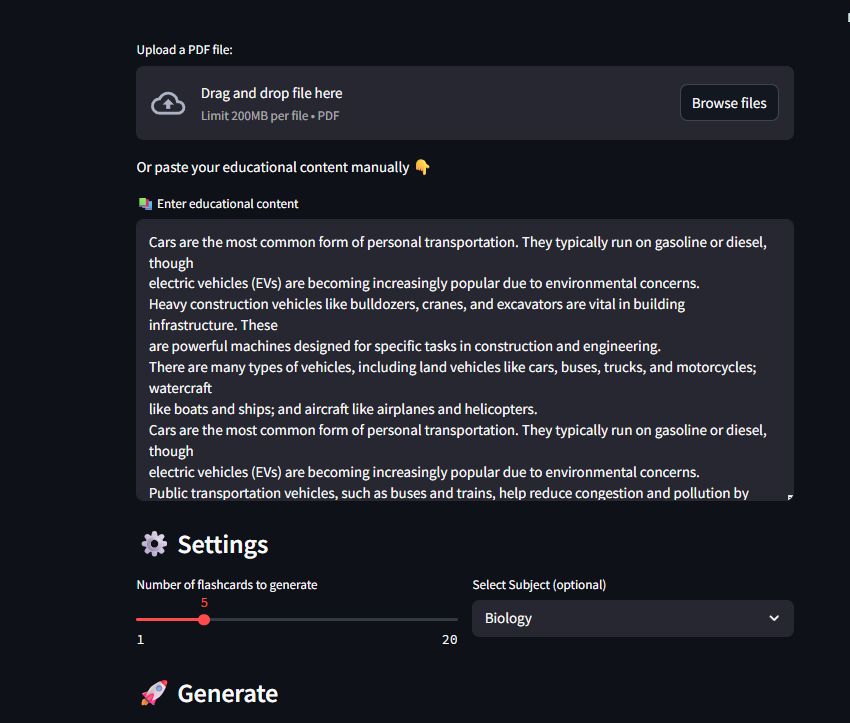 Upload a PDF file:
Drag and drop file here
Limit 200MB per file • PDF
Browse files
Or paste your educational content manually 👇
Enter educational content
Cars are the most common form of personal transportation. They typically run on gasoline or diesel,
though
electric vehicles (EVs) are becoming increasingly popular due to environmental concerns.
Heavy construction vehicles like bulldozers, cranes, and excavators are vital in building
infrastructure. These
are powerful machines designed for specific tasks in construction and engineering.
There are many types of vehicles, including land vehicles like cars, buses, trucks, and motorcycles;
watercraft
like boats and ships; and aircraft like airplanes and helicopters.
Cars are the most common form of personal transportation. They typically run on gasoline or diesel,
though
electric vehicles (EVs) are becoming increasingly popular due to environmental concerns.
Public transportation vehicles, such as buses and trains, help reduce congestion and pollution by
Settings
Number of flashcards to generate
5
1
20
Select Subject (optional)
Biology
Generate